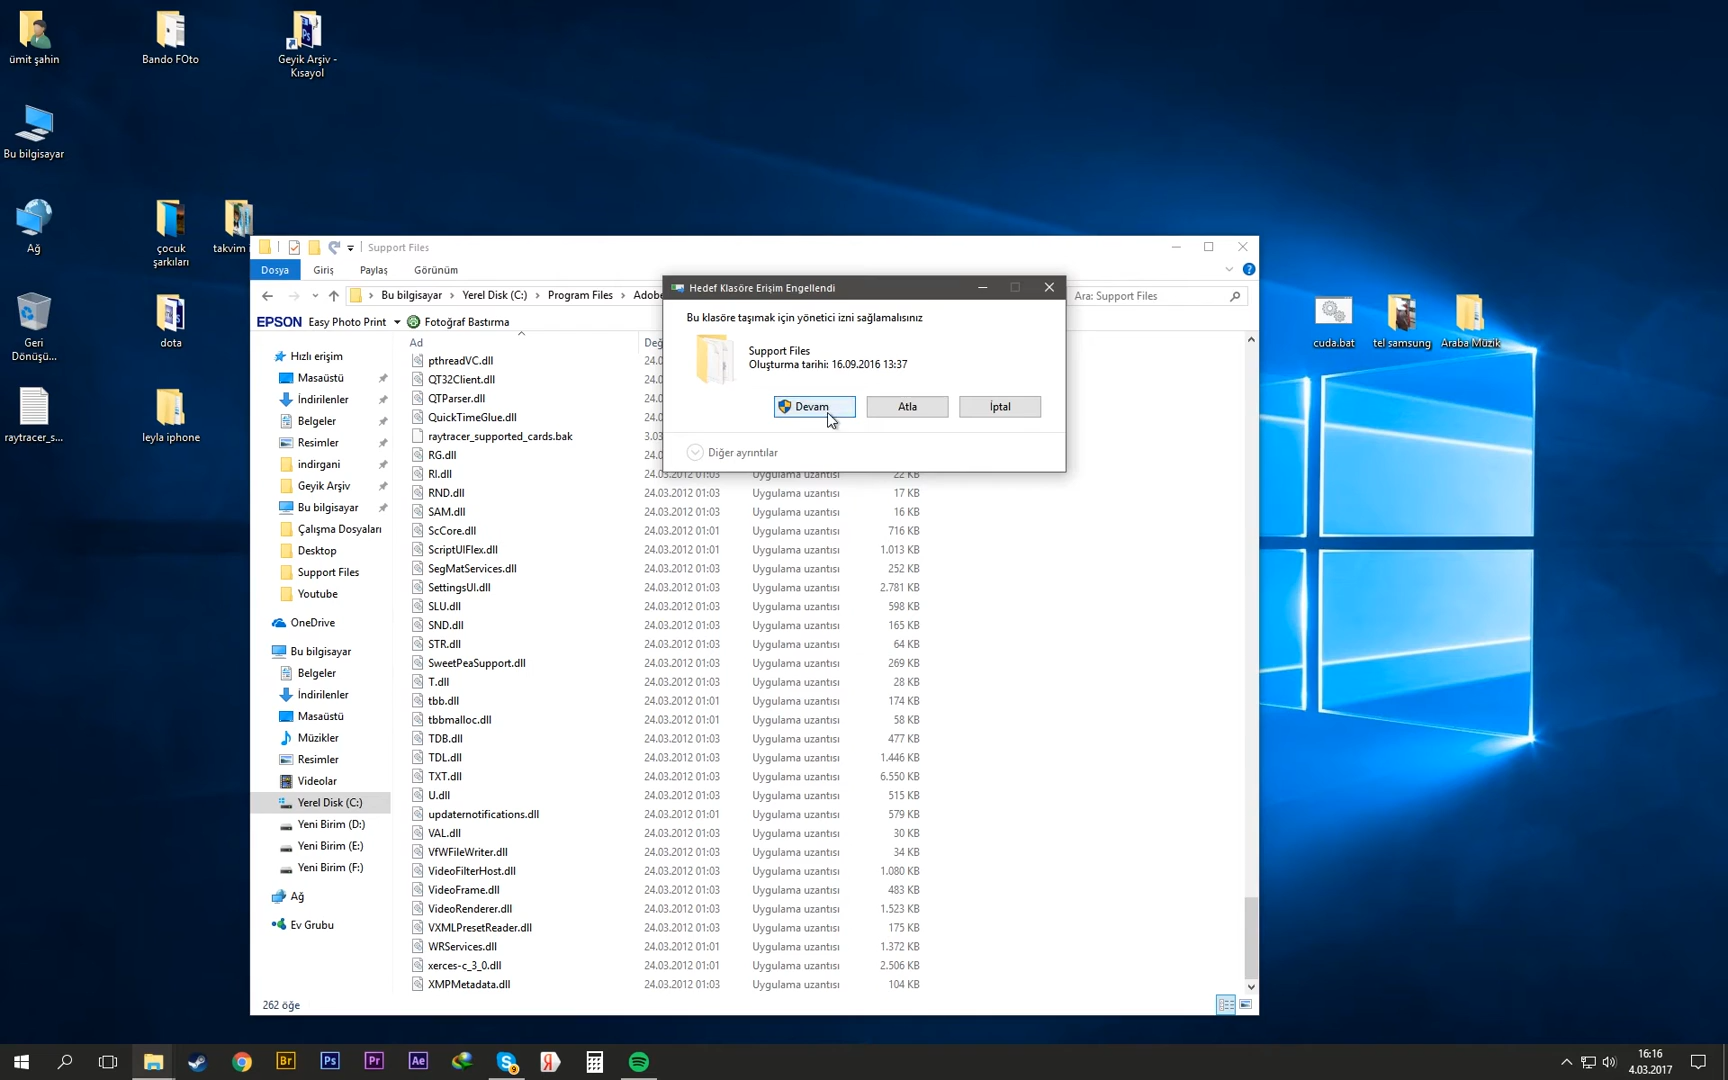 ümit şahin
Bando FOto
Geyik Arşiv -
Kısayol
Bu bilgisayar
Ağ
çocuk
şarkıları
takvim i
Geri
Dönüşü...
dota
raytracer_s...
leyla iphone
cuda.bat
tel samsung
Araba Müzik
Support Files
Dosya
Giriş
Paylaş
Görünüm
Bu bilgisayar
Yerel Disk (C:)
Program Files
Adobe
Ara: Support Files
EPSON Easy Photo Print
Fotoğraf Bastırma
Hızlı erişim
Masaüstü
İndirilenler
Belgeler
Resimler
indirgani
Geyik Arşiv
Bu bilgisayar
Çalışma Dosyaları
Desktop
Support Files
Youtube
OneDrive
Bu bilgisayar
Belgeler
İndirilenler
Masaüstü
Müzikler
Resimler
Videolar
Yerel Disk (C:)
Yeni Birim (D:)
Yeni Birim (E:)
Yeni Birim (F:)
Ağ
Ev Grubu
262 öğe
Hedef Klasöre Erişim Engellendi
Bu klasöre taşımak için yönetici izni sağlamalısınız
Support Files
Oluşturma tarihi: 16.09.2016 13:37
Devam
Atla
İptal
Diğer ayrıntılar
Ad
Değ
pthreadVC.dll 24.0
QT32Client.dll 24.0
QTParser.dll 24.0
QuickTimeGlue.dll 24.0
raytracer_supported_cards.bak 3.03
RG.dll 24.0
RI.dll 24.03.2012 01:03 Uygulama uzantısı 22 KB
RND.dll 24.03.2012 01:03 Uygulama uzantısı 17 KB
SAM.dll 24.03.2012 01:03 Uygulama uzantısı 16 KB
ScCore.dll 24.03.2012 01:01 Uygulama uzantısı 716 KB
ScriptUIFlex.dll 24.03.2012 01:01 Uygulama uzantısı 1.013 KB
SegMatServices.dll 24.03.2012 01:03 Uygulama uzantısı 252 KB
SettingsUI.dll 24.03.2012 01:03 Uygulama uzantısı 2.781 KB
SLU.dll 24.03.2012 01:03 Uygulama uzantısı 598 KB
SND.dll 24.03.2012 01:03 Uygulama uzantısı 165 KB
STR.dll 24.03.2012 01:03 Uygulama uzantısı 64 KB
SweetPeaSupport.dll 24.03.2012 01:03 Uygulama uzantısı 269 KB
T.dll 24.03.2012 01:03 Uygulama uzantısı 28 KB
tbb.dll 24.03.2012 01:01 Uygulama uzantısı 174 KB
tbbmalloc.dll 24.03.2012 01:01 Uygulama uzantısı 58 KB
TDB.dll 24.03.2012 01:03 Uygulama uzantısı 477 KB
TDL.dll 24.03.2012 01:03 Uygulama uzantısı 1.446 KB
TXT.dll 24.03.2012 01:03 Uygulama uzantısı 6.550 KB
U.dll 24.03.2012 01:03 Uygulama uzantısı 515 KB
updaternotifications.dll 24.03.2012 01:01 Uygulama uzantısı 579 KB
VAL.dll 24.03.2012 01:03 Uygulama uzantısı 30 KB
VfWFileWriter.dll 24.03.2012 01:03 Uygulama uzantısı 34 KB
VideoFilterHost.dll 24.03.2012 01:03 Uygulama uzantısı 1.080 KB
VideoFrame.dll 24.03.2012 01:03 Uygulama uzantısı 483 KB
VideoRenderer.dll 24.03.2012 01:03 Uygulama uzantısı 1.523 KB
VXMLPresetReader.dll 24.03.2012 01:03 Uygulama uzantısı 175 KB
WRServices.dll 24.03.2012 01:01 Uygulama uzantısı 1.372 KB
xerces-c_3_0.dll 24.03.2012 01:01 Uygulama uzantısı 2.506 KB
XMPMetadata.dll 24.03.2012 01:03 Uygulama uzantısı 104 KB
Br
Ps
Pr
Ae
16:16
4.03.2017